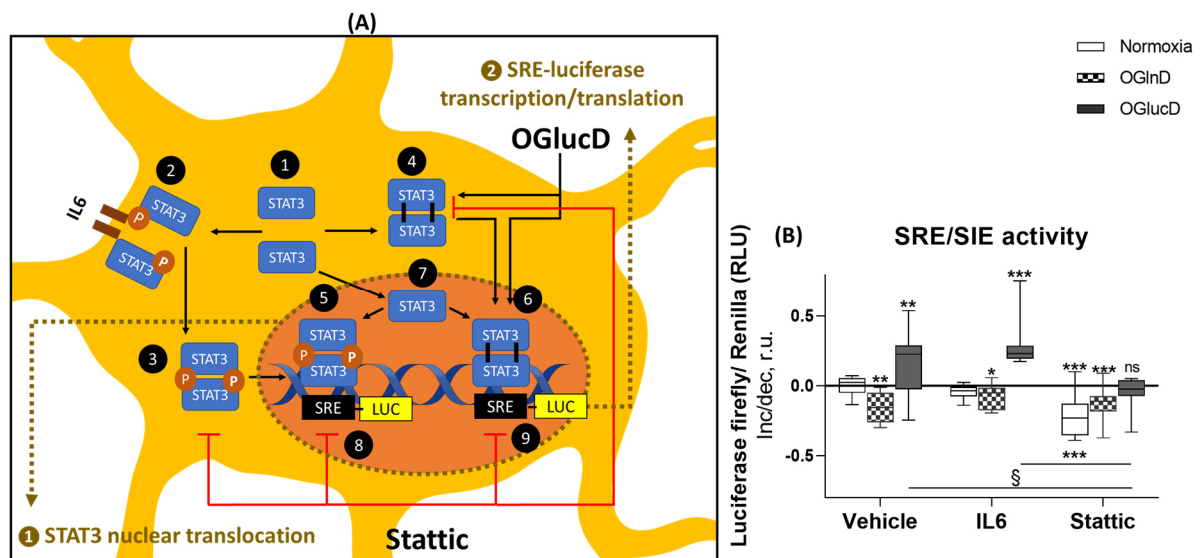 (A)
❷ SRE-luciferase
transcription/translation
OGlucD
1
2
4
STAT3
STAT3
STAT3
STAT3
IL6
P
STAT3
P
STAT3
7
STAT3
5
6
STAT3
P
P
STAT3
STAT3
STAT3
3
STAT3
P
P
STAT3
SRE
LUC
SRE
LUC
8
9
❶ STAT3 nuclear translocation
Stattic
Normoxia
OGlnD
OGlucD
(B)
SRE/SIE activity
Luciferase firefly/ Renilla (RLU)
Inc/dec, r.u.
0.5
0.0
-0.5
**
**
*
***
***
***
ns
***
§
Vehicle
IL6
Stattic